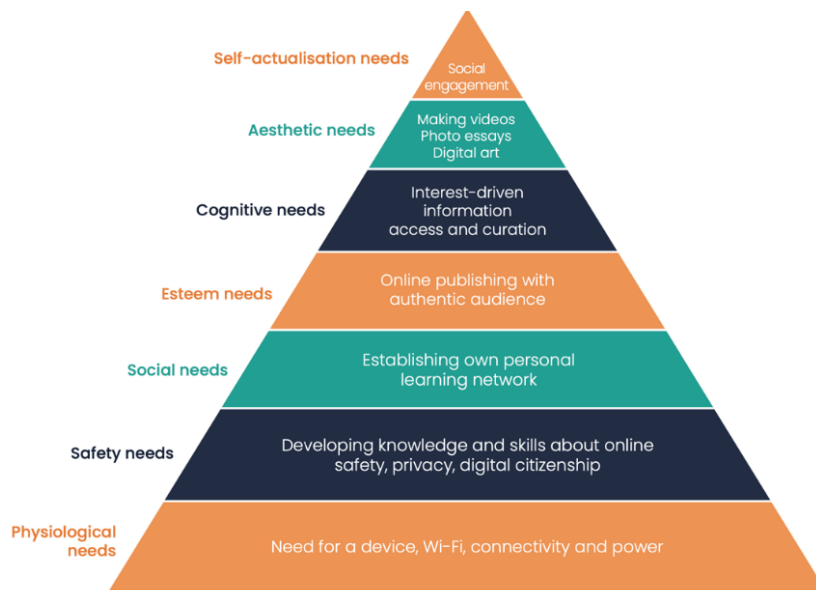 Self-actualisation needs
Social
engagement
Aesthetic needs
Making videos
Photo essays
Digital art
Cognitive needs
Interest-driven
information
access and curation
Esteem needs
Online publishing with
authentic audience
Social needs
Establishing own personal
learning network
Safety needs
Developing knowledge and skills about online
safety, privacy, digital citizenship
Physiological
needs
Need for a device, Wi-Fi, connectivity and power